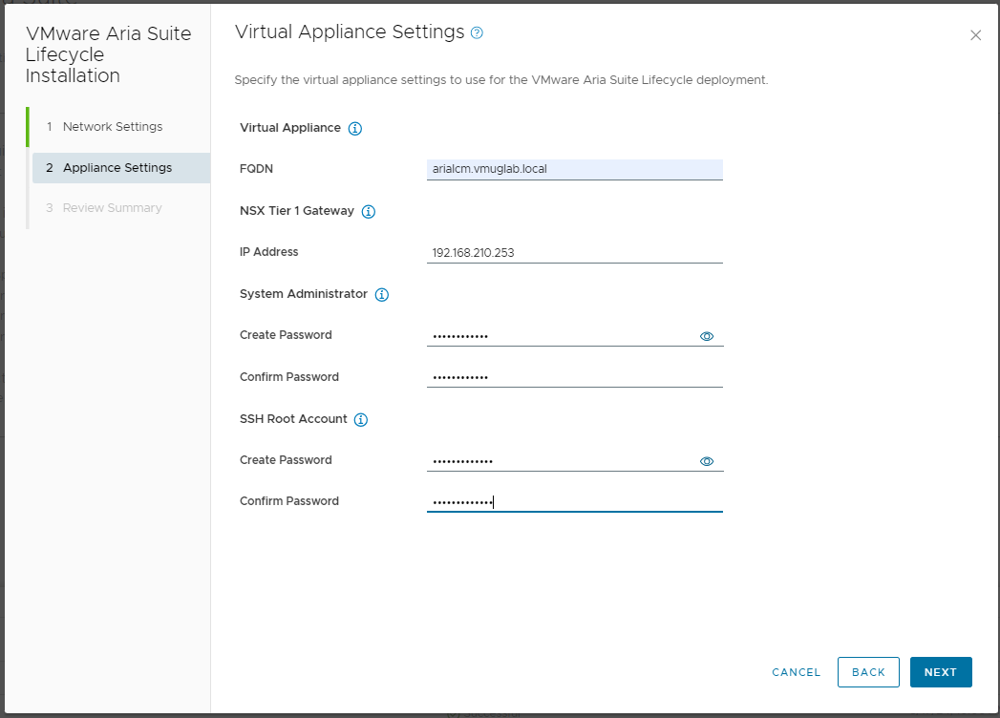 VMware Aria Suite
Lifecycle
Installation
1 Network Settings
2 Appliance Settings
3 Review Summary
Virtual Appliance Settings
Specify the virtual appliance settings to use for the VMware Aria Suite Lifecycle deployment.
Virtual Appliance
FQDN arialcm.vmuglab.local
NSX Tier 1 Gateway
IP Address 192.168.210.253
System Administrator
Create Password ••••••••••••
Confirm Password ••••••••••••
SSH Root Account
Create Password •••••••••••••
Confirm Password •••••••••••••
CANCEL BACK NEXT